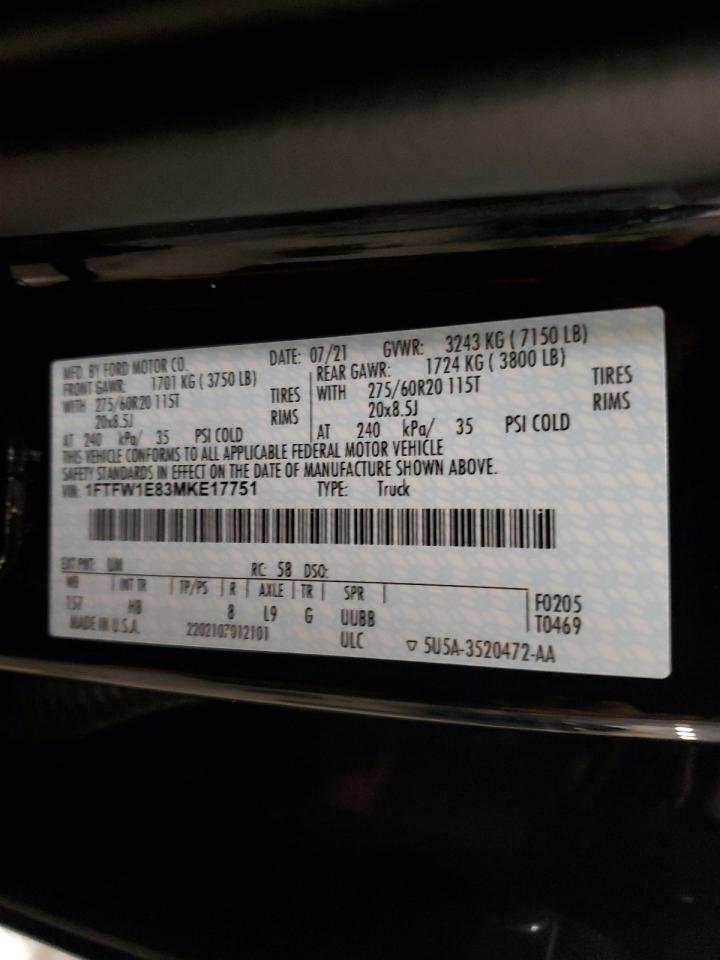 MFD. BY FORD MOTOR CO. DATE: 07/21 GVWR: 3243 KG ( 7150 LB)
FRONT GAWR: 1701 KG ( 3750 LB) REAR GAWR: 1724 KG ( 3800 LB)
WITH 275/60R20 115T TIRES WITH 275/60R20 115T TIRES
20x8.5J RIMS 20x8.5J RIMS
AT 240 kPa/ 35 PSI COLD AT 240 kPa/ 35 PSI COLD
THIS VEHICLE CONFORMS TO ALL APPLICABLE FEDERAL MOTOR VEHICLE
SAFETY STANDARDS IN EFFECT ON THE DATE OF MANUFACTURE SHOWN ABOVE.
VIN: 1FTFW1E83MKE17751 TYPE: Truck
EXT PNT: UM RC: 58 DSO:
WB INT TR TP/PS R AXLE TR SPR
157 HB 8 L9 G UUBB F0205
MADE IN U.S.A. 2202107012101 ULC T0469
▽ 5U5A-3520472-AA